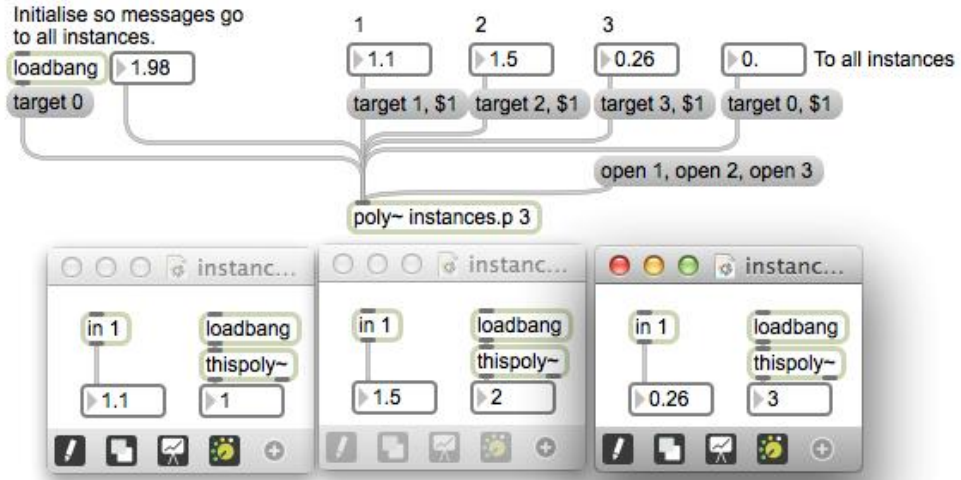 Initialise so messages go
to all instances.
loadbang
1.98
target 0
1
2
3
1.1
1.5
0.26
0.
To all instances
target 1, $1
target 2, $1
target 3, $1
target 0, $1
open 1, open 2, open 3
poly~ instances.p 3
instanc...
instanc...
instanc...
in 1
loadbang
thispoly~
1.1
1
in 1
loadbang
thispoly~
1.5
2
in 1
loadbang
thispoly~
0.26
3